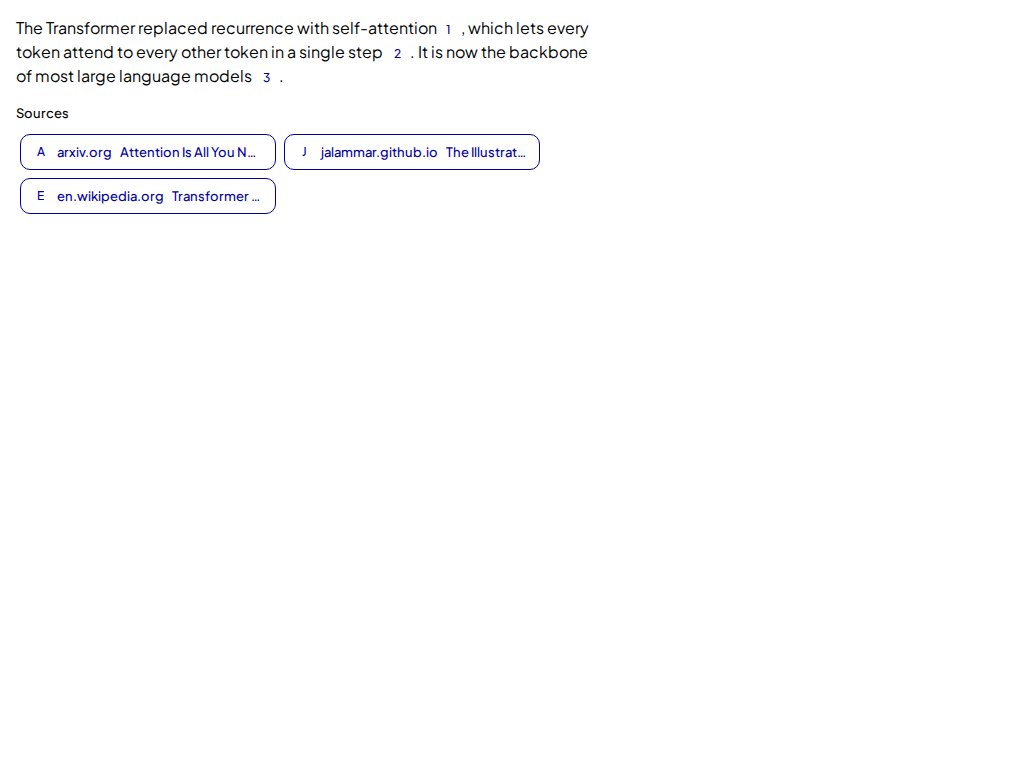 The Transformer replaced recurrence with self-attention 1 , which lets every
token attend to every other token in a single step 2 . It is now the backbone
of most large language models 3 .
Sources
A arxiv.org Attention Is All You N…
J jalammar.github.io The Illustrat…
E en.wikipedia.org Transformer …